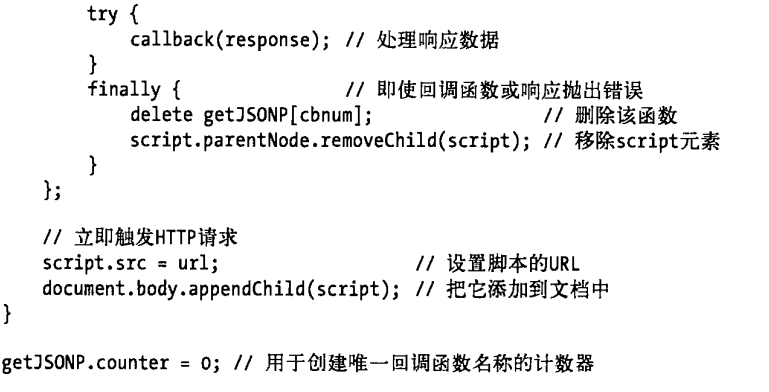 try {
callback(response); // 处理响应数据
}
finally { // 即使回调函数或响应抛出错误
delete getJSONP[cbnum]; // 删除该函数
script.parentNode.removeChild(script); // 移除script元素
}
};
// 立即触发HTTP请求
script.src = url; // 设置脚本的URL
document.body.appendChild(script); // 把它添加到文档中
}
getJSONP.counter = 0; // 用于创建唯一回调函数名称的计数器